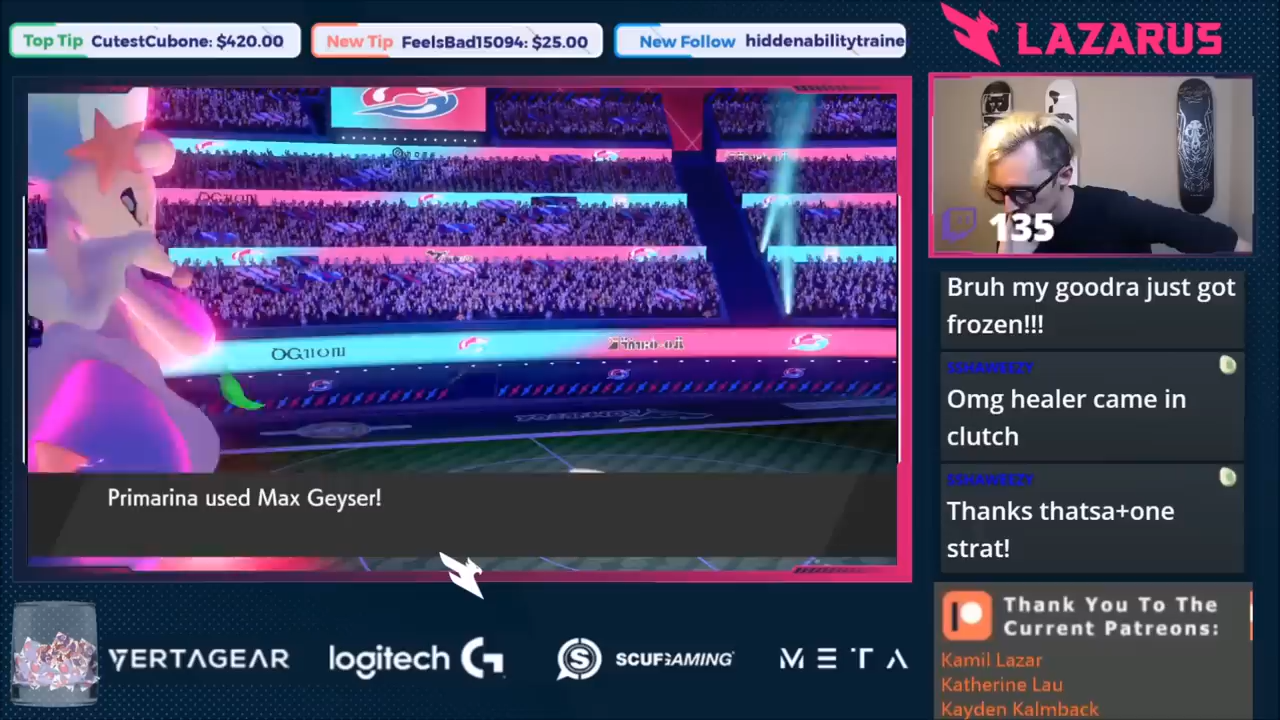 Top Tip CutestCubone: $420.00
New Tip FeelsBad15094: $25.00
New Follow hiddenabilitytraine
LAZARUS
135
Bruh my goodra just got
frozen!!!
Omg healer came in
clutch
Thanks thatsa+one
strat!
Primarina used Max Geyser!
Thank You To The
Current Patreons:
Kamil Lazar
Katherine Lau
Kayden Kalmback
VERTAGEAR
logitech G
S SCUF GAMING
META